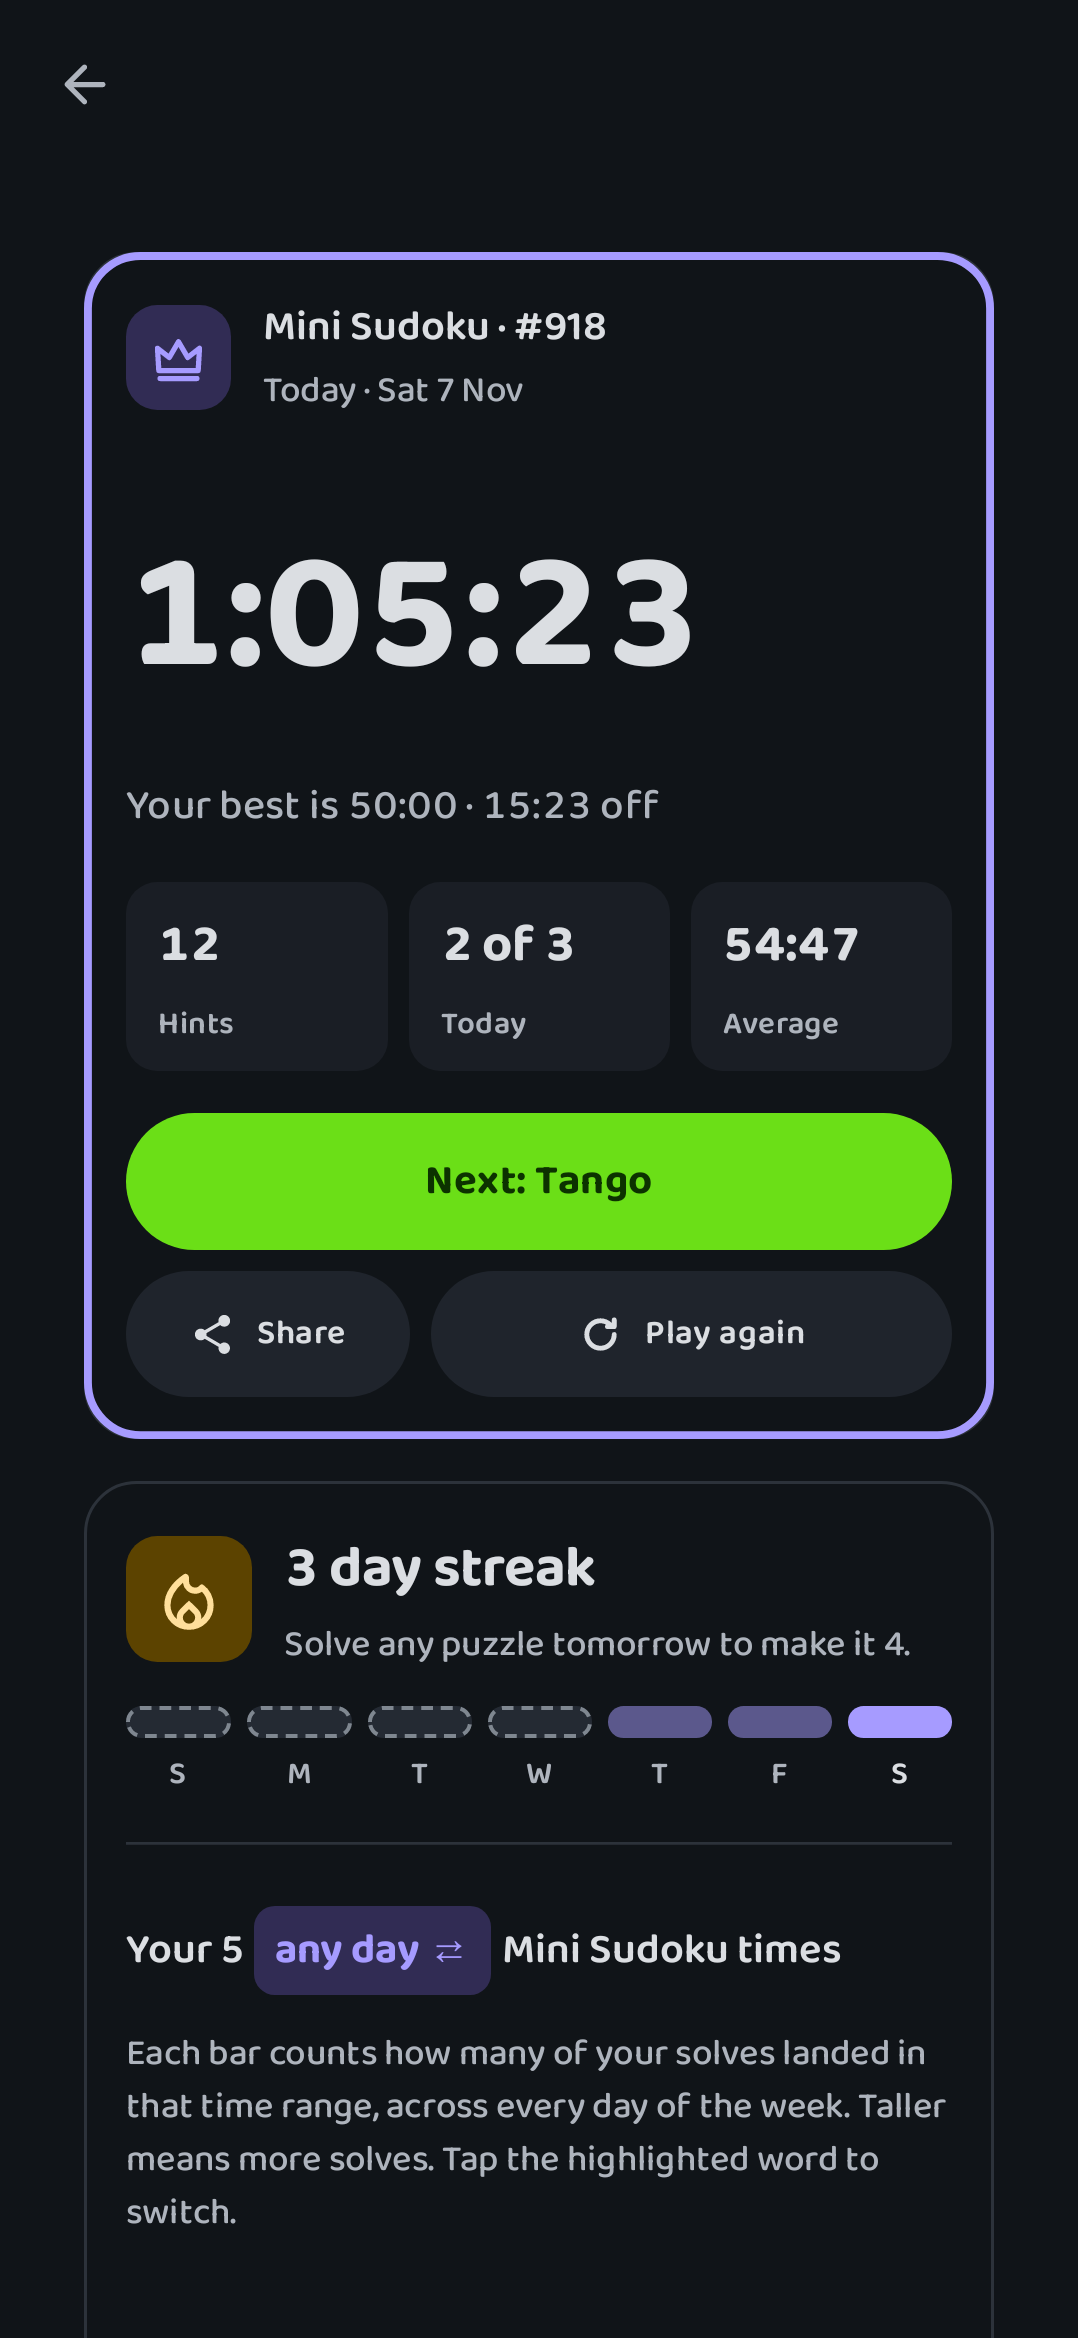 Mini Sudoku · #918
Today · Sat 7 Nov
1:05:23
Your best is 50:00 · 15:23 off
12
Hints
2 of 3
Today
54:47
Average
Next: Tango
Share
Play again
3 day streak
Solve any puzzle tomorrow to make it 4.
S M T W T F S
Your 5 any day ⇄ Mini Sudoku times
Each bar counts how many of your solves landed in
that time range, across every day of the week. Taller
means more solves. Tap the highlighted word to
switch.